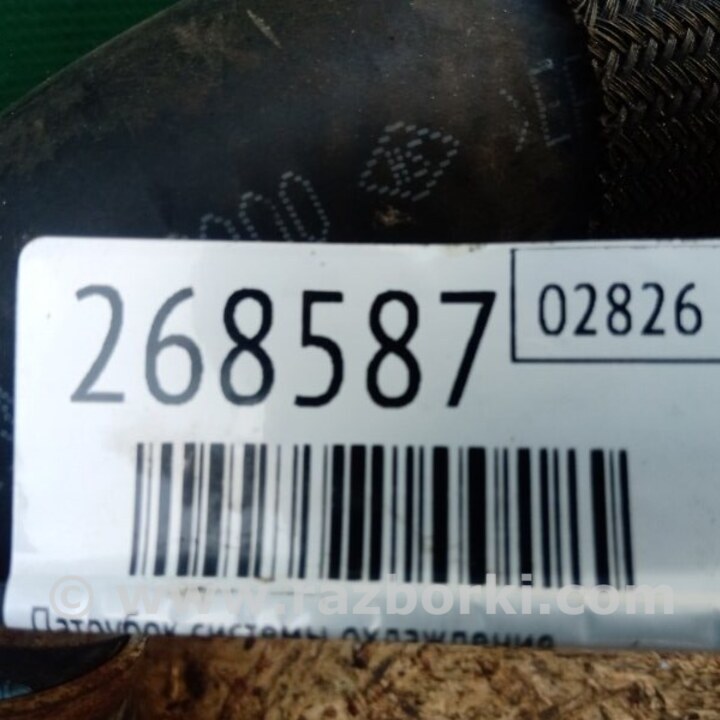 268587
02826
© www.razborki.com
Патрубок системы охлаждения